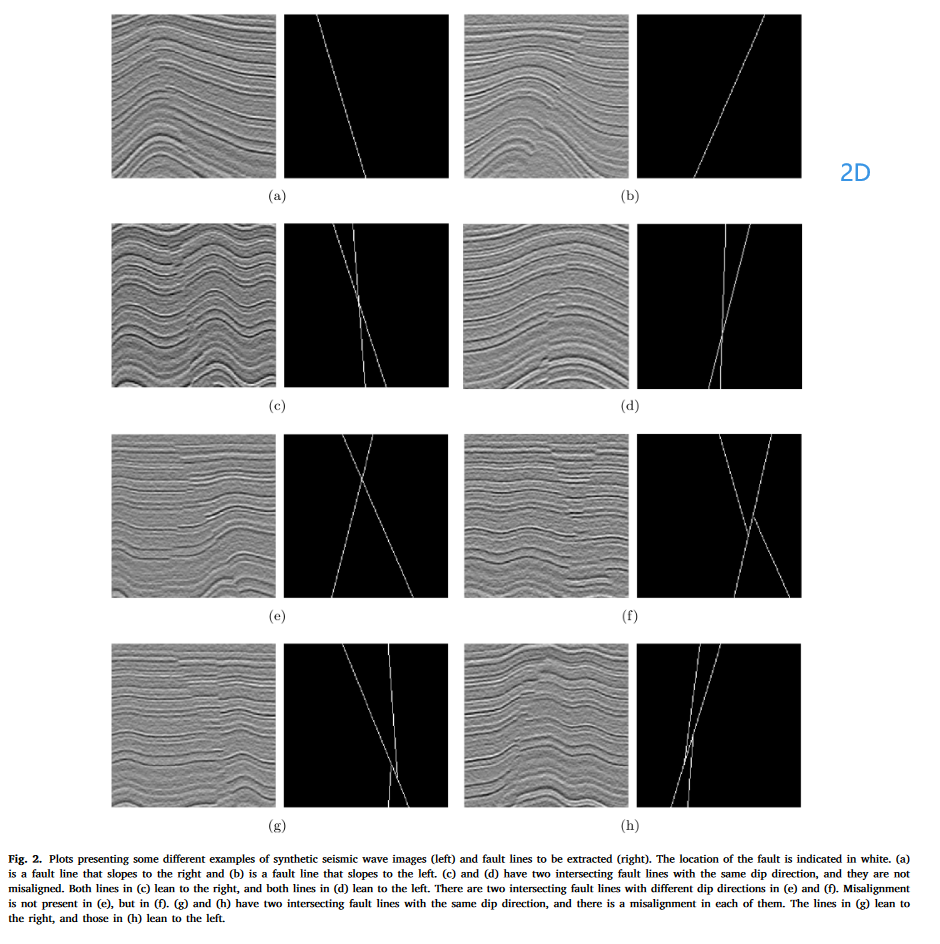 (a)
(b)
2D
(c)
(d)
(e)
(f)
(g)
(h)
Fig. 2. Plots presenting some different examples of synthetic seismic wave images (left) and fault lines to be extracted (right). The location of the fault is indicated in white. (a)
is a fault line that slopes to the right and (b) is a fault line that slopes to the left. (c) and (d) have two intersecting fault lines with the same dip direction, and they are not
misaligned. Both lines in (c) lean to the right, and both lines in (d) lean to the left. There are two intersecting fault lines with different dip directions in (e) and (f). Misalignment
is not present in (e), but in (f). (g) and (h) have two intersecting fault lines with the same dip direction, and there is a misalignment in each of them. The lines in (g) lean to
the right, and those in (h) lean to the left.